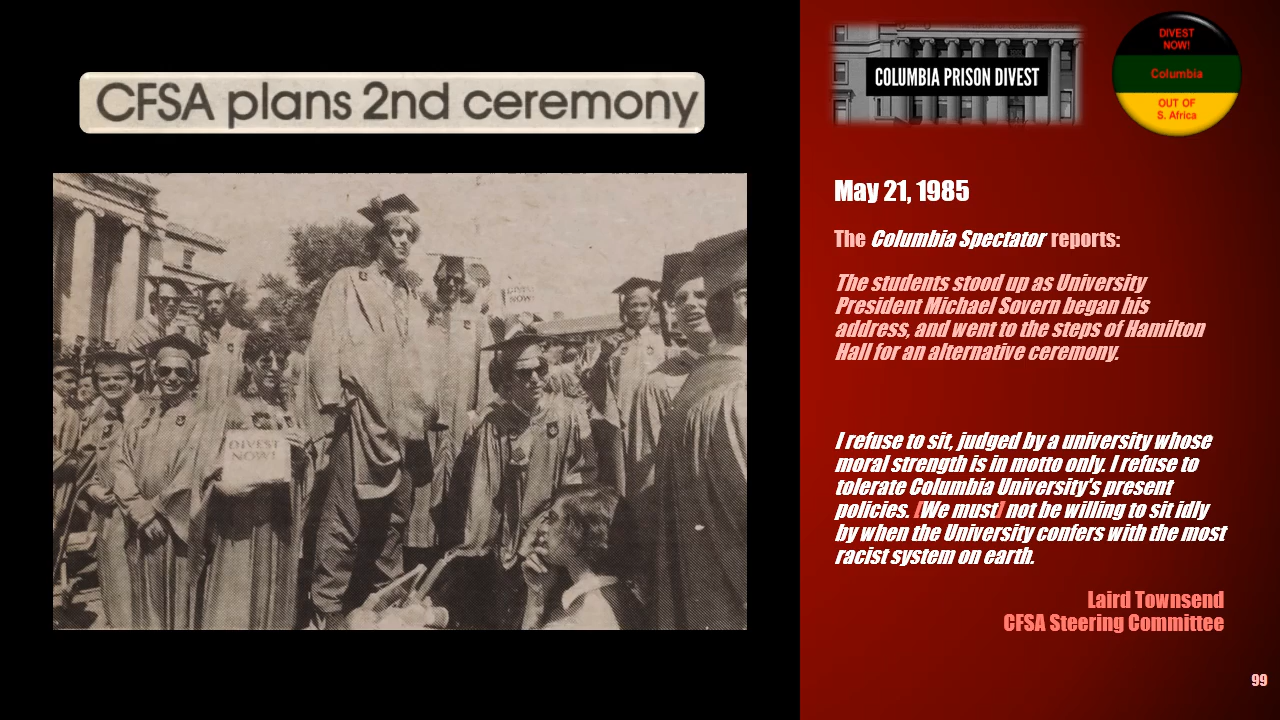 CFSA plans 2nd ceremony
DIVEST
NOW!
DIVEST
NOW!
COLUMBIA PRISON DIVEST
DIVEST
NOW!
Columbia
OUT OF
S. Africa
May 21, 1985
The Columbia Spectator reports:
The students stood up as University
President Michael Sovern began his
address, and went to the steps of Hamilton
Hall for an alternative ceremony.
I refuse to sit, judged by a university whose
moral strength is in motto only. I refuse to
tolerate Columbia University's present
policies. [We must] not be willing to sit idly
by when the University confers with the most
racist system on earth.
Laird Townsend
CFSA Steering Committee
99